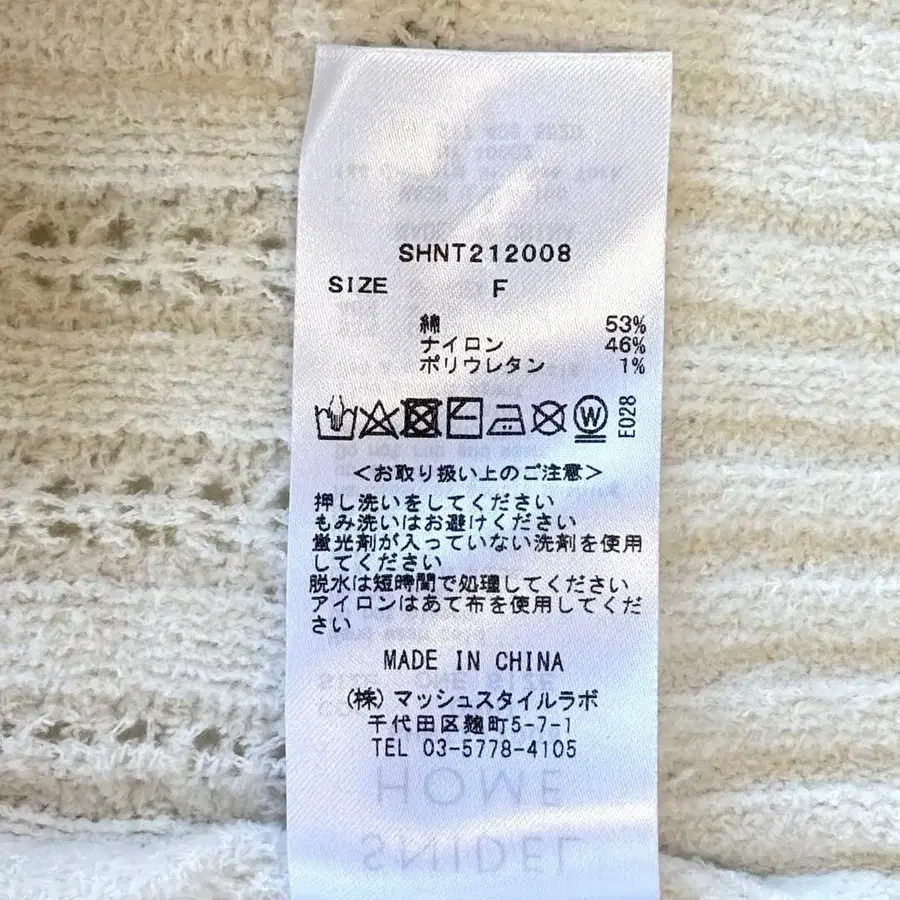 SHNT212008
SIZE F
綿 53%
ナイロン 46%
ポリウレタン 1%
W E028
<お取り扱い上のご注意>
押し洗いをしてください
もみ洗いはお避けください
蛍光剤が入っていない洗剤を使用
してください
脱水は短時間で処理してください
アイロンはあて布を使用してくだ
さい
MADE IN CHINA
(株)マッシュスタイルラボ
千代田区麹町5-7-1
TEL 03-5778-4105
HOME
SNIDEL